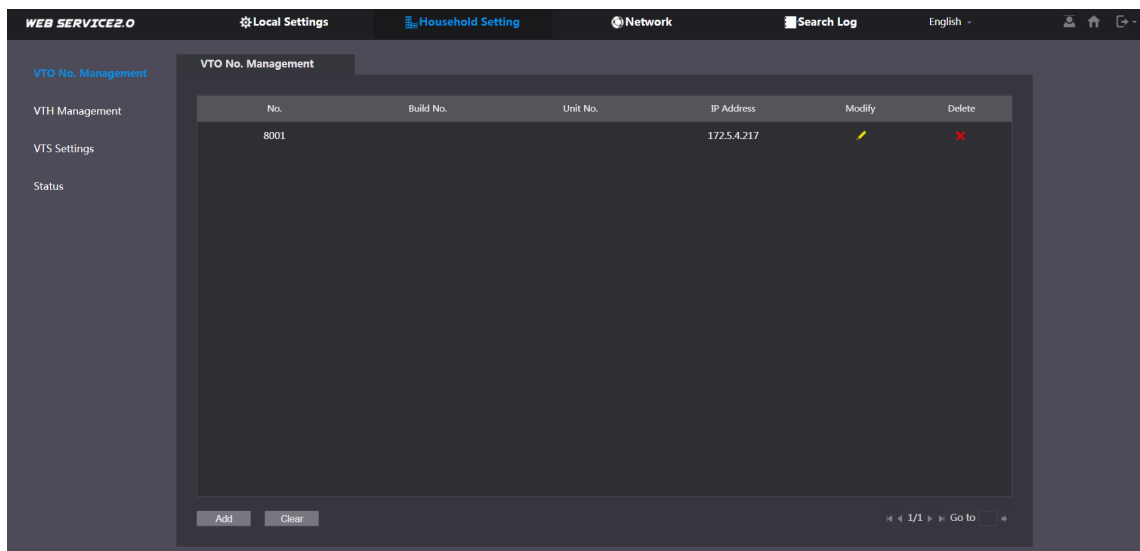 WEB SERVICE2.0 Local Settings Household Setting Network Search Log English
VTO No. Management
VTH Management
VTS Settings
Status
VTO No. Management
No. Build No. Unit No. IP Address Modify Delete
8001 172.5.4.217
Add Clear 1/1 Go to